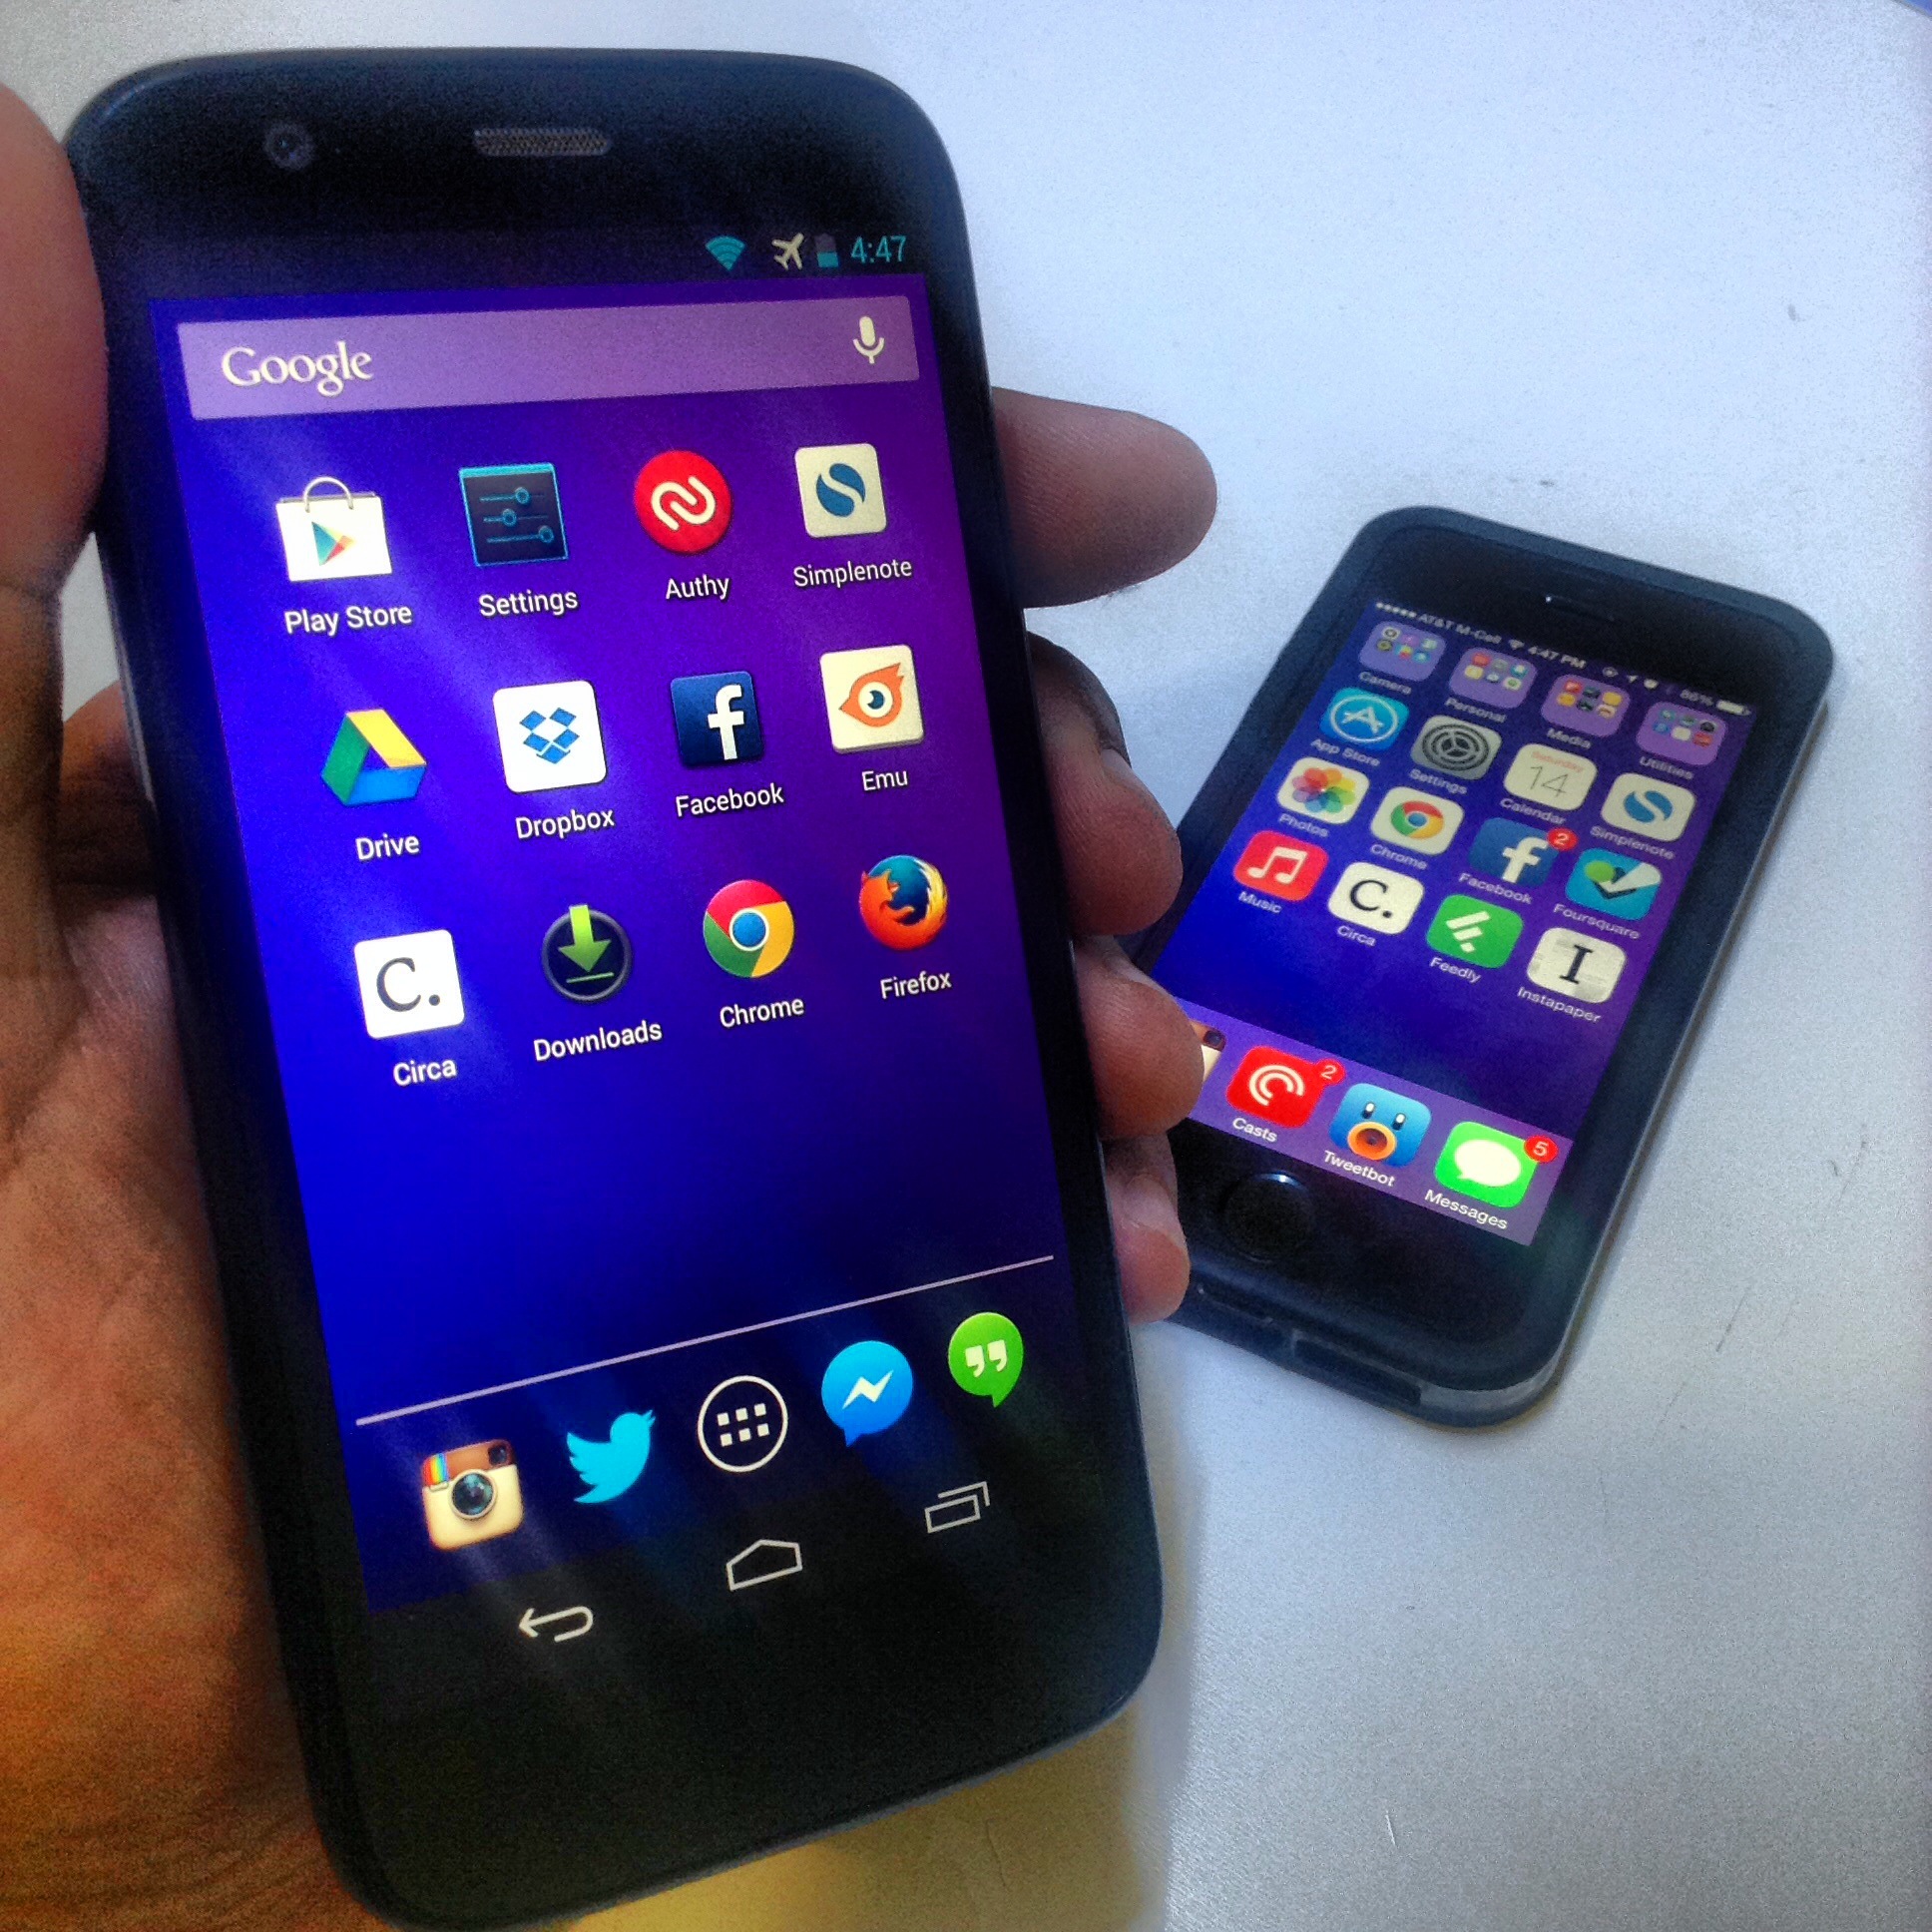 4:47
Google
Play Store Settings Authy Simplenote
Drive Dropbox Facebook Emu
Circa Downloads Chrome Firefox
AT&T M-Cell 4:47 PM 86%
Camera Personal Media Utilities
Saturday
14
App Store Settings Calendar Simplenote
2
Photos Chrome Facebook Foursquare
C.
C.
I
Music Circa Feedly Instapaper
2
5
Casts Tweetbot Messages